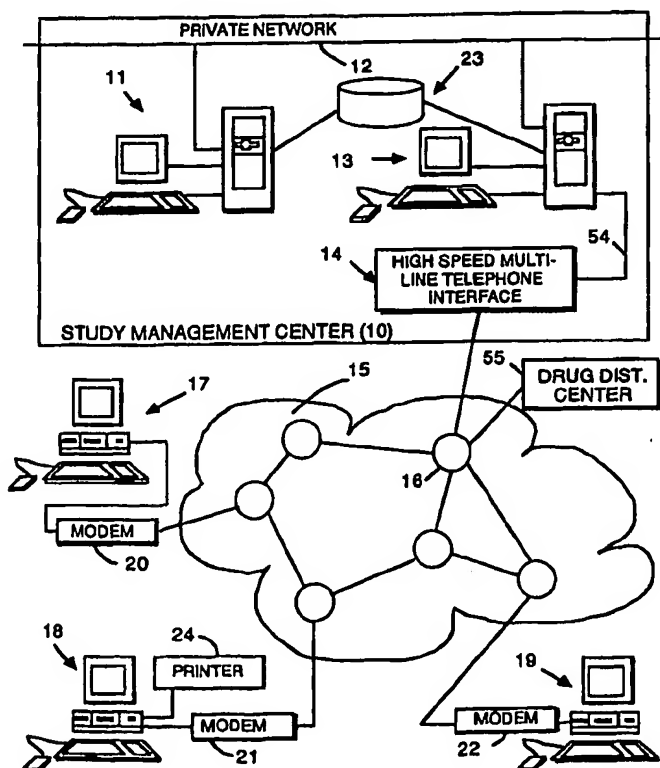 PRIVATE NETWORK
12
23
11
13
54
14
HIGH SPEED MULTI-
LINE TELEPHONE
INTERFACE
STUDY MANAGEMENT CENTER (10)
15
55
DRUG DIST.
CENTER
17
16
MODEM
20
18
24
PRINTER
19
MODEM
21
MODEM
22